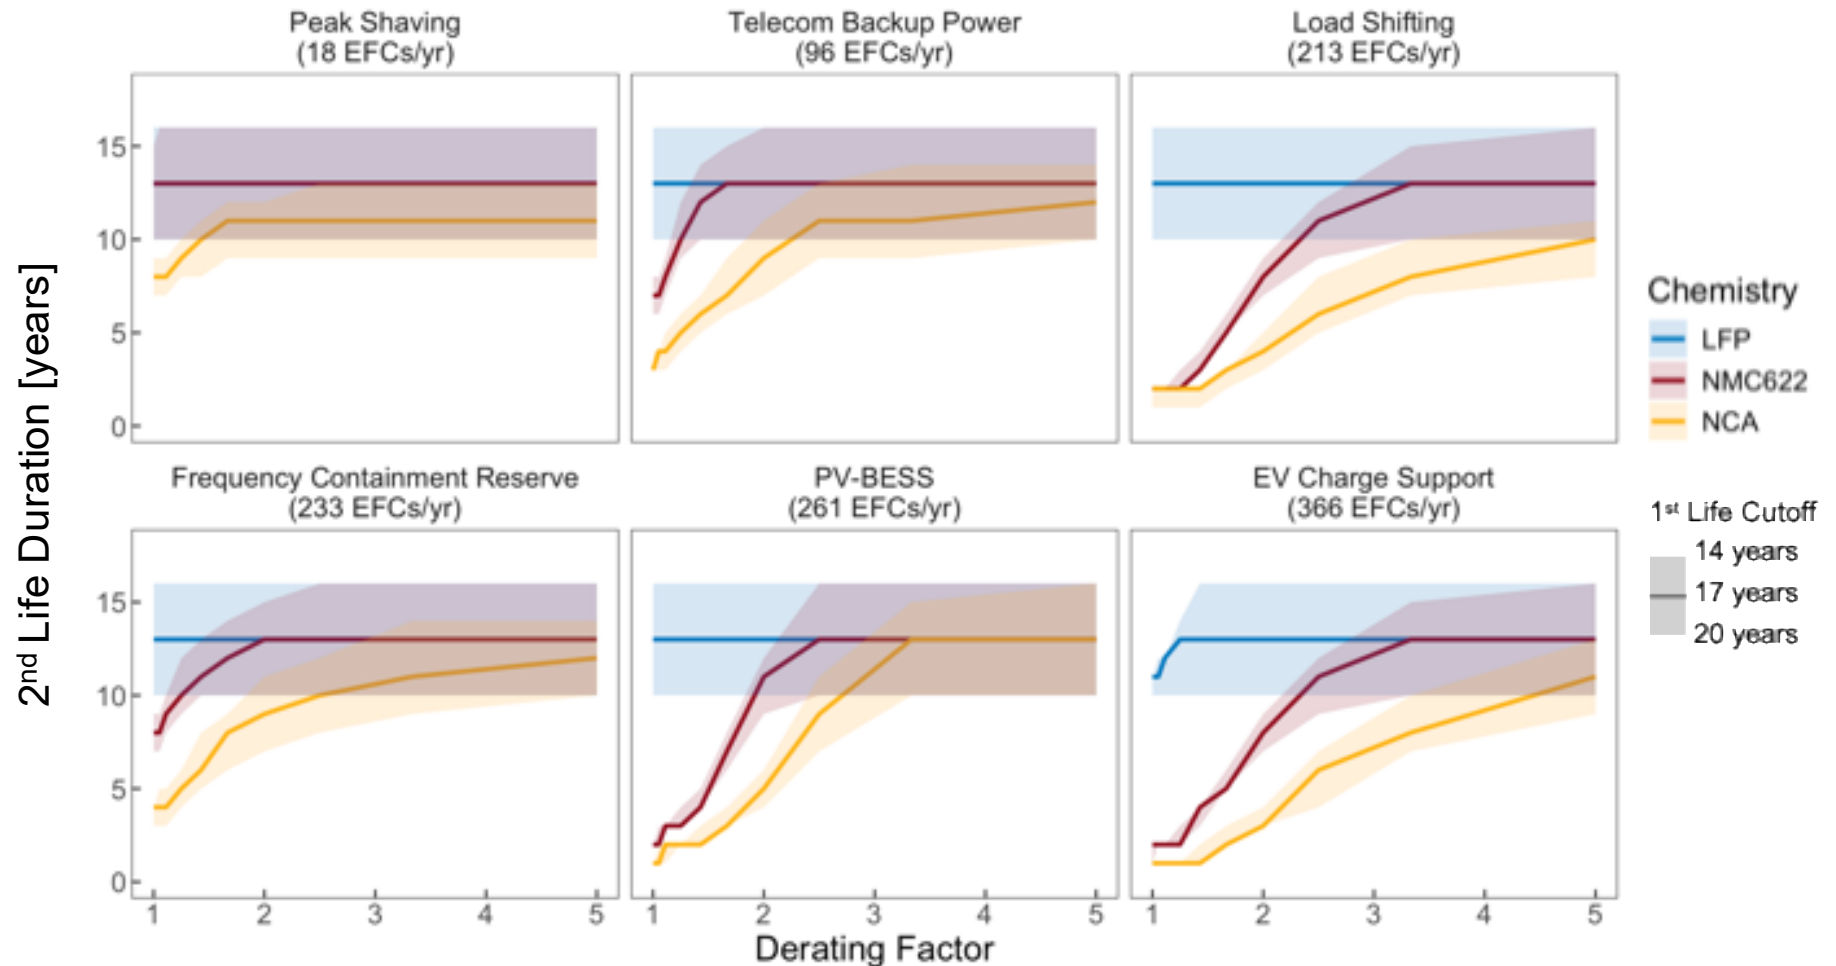 Peak Shaving
(18 EFCs/yr)
Telecom Backup Power
(96 EFCs/yr)
Load Shifting
(213 EFCs/yr)
15
10
5
0
Frequency Containment Reserve
(233 EFCs/yr)
PV-BESS
(261 EFCs/yr)
EV Charge Support
(366 EFCs/yr)
15
10
5
0
1 2 3 4 5
1 2 3 4 5
1 2 3 4 5
2nd Life Duration [years]
Derating Factor
Chemistry
LFP
NMC622
NCA
1st Life Cutoff
14 years
17 years
20 years